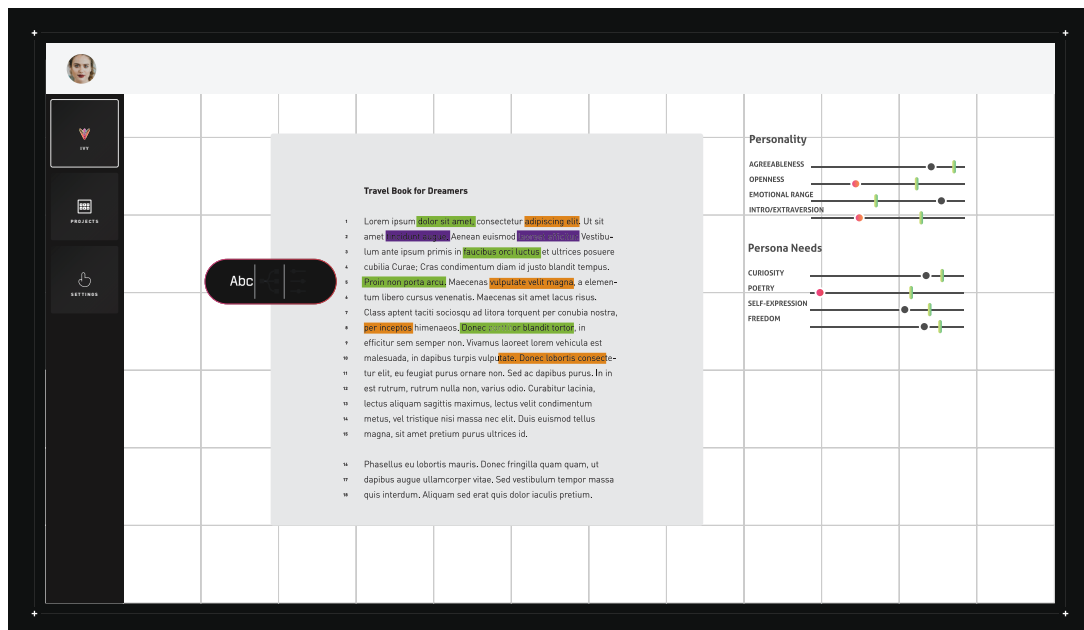 IVY
PROJECTS
SETTINGS
Abc
Travel Book for Dreamers
1 Lorem ipsum dolor sit amet, consectetur adipiscing elit. Ut sit
2 amet Aenean euismod Vestibu-
3 lum ante ipsum primis in faucibus orci luctus et ultrices posuere
4 cubilia Curae; Cras condimentum diam id justo blandit tempus.
5 Proin non porta arcu. Maecenas vulputate velit magna, a elemen-
6 tum libero cursus venenatis. Maecenas sit amet lacus risus.
7 Class aptent taciti sociosqu ad litora torquent per conubia nostra,
8 per inceptos himenaeos. Donec tortor blandit tortor, in
9 efficitur sem semper non. Vivamus laoreet lorem vehicula est
10 malesuada, in dapibus turpis vulputate. Donec lobortis consecte-
11 tur elit, eu feugiat purus ornare non. Sed ac dapibus purus. In in
12 est rutrum, rutrum nulla non, varius odio. Curabitur lacinia,
13 lectus aliquam sagittis maximus, lectus velit condimentum
14 metus, vel tristique nisi massa nec elit. Duis euismod tellus
15 magna, sit amet pretium purus ultrices id.
16 Phasellus eu lobortis mauris. Donec fringilla quam quam, ut
17 dapibus augue ullamcorper vitae. Sed vestibulum tempor massa
18 quis interdum. Aliquam sed erat quis dolor iaculis pretium.
Personality
AGREEABLENESS
OPENNESS
EMOTIONAL RANGE
INTRO/EXTRAVERSION
Persona Needs
CURIOSITY
POETRY
SELF-EXPRESSION
FREEDOM